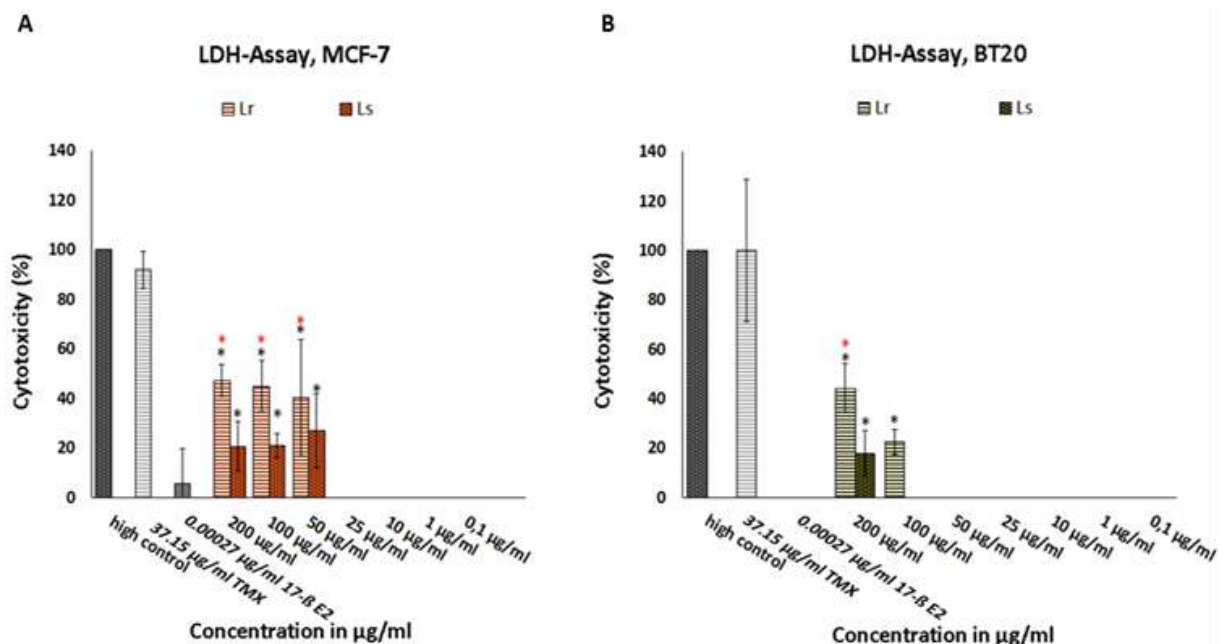 A
LDH-Assay, MCF-7
Lr
Ls
Cytotoxicity (%)
140
120
100
80
60
40
20
0
*
*
*
*
*
*
*
*
*
high control
37.15 µg/ml TMX
0.00027 µg/ml 17-ß E2
200 µg/ml
100 µg/ml
50 µg/ml
25 µg/ml
10 µg/ml
1 µg/ml
0,1 µg/ml
Concentration in µg/ml
B
LDH-Assay, BT20
Lr
Ls
Cytotoxicity (%)
140
120
100
80
60
40
20
0
*
*
*
*
high control
37.15 µg/ml TMX
0.00027 µg/ml 17-ß E2
200 µg/ml
100 µg/ml
50 µg/ml
25 µg/ml
10 µg/ml
1 µg/ml
0,1 µg/ml
Concentration in µg/ml